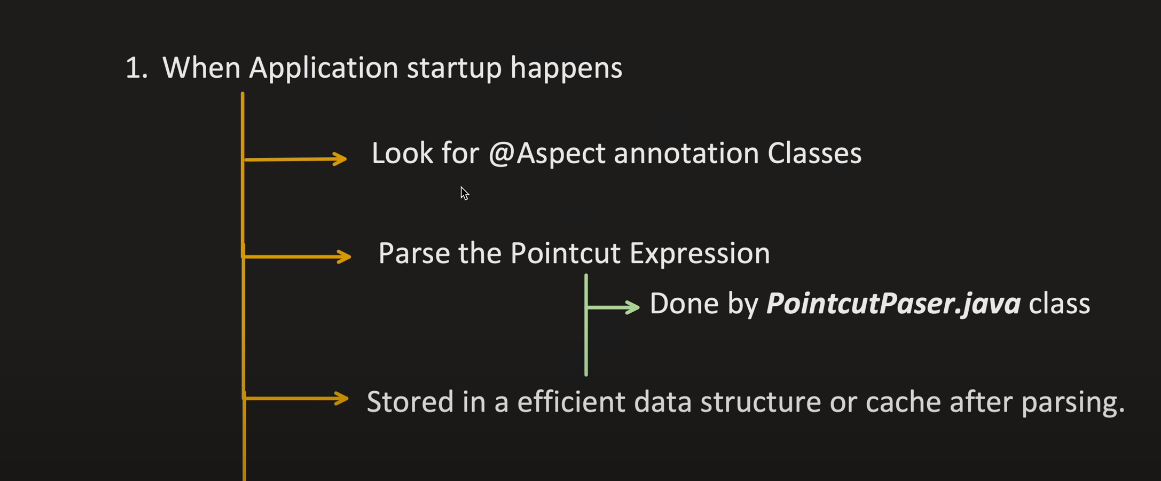 1. When Application startup happens
Look for @Aspect annotation Classes
Parse the Pointcut Expression
Done by PointcutPaser.java class
Stored in a efficient data structure or cache after parsing.